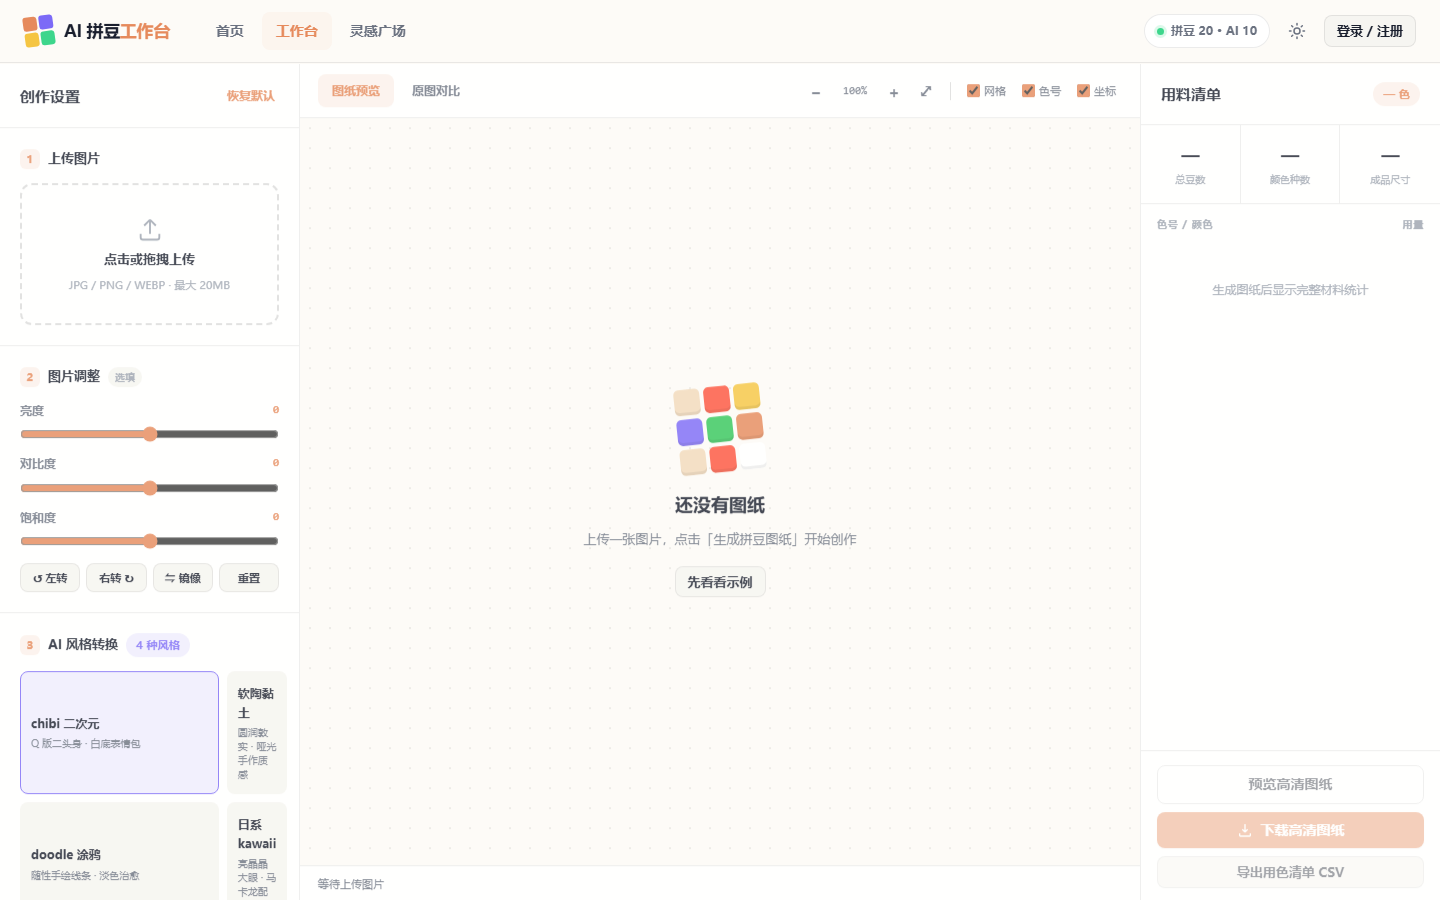 AI 拼豆工作台
首页
工作台
灵感广场
拼豆 20 • AI 10
登录 / 注册
创作设置
恢复默认
1 上传图片
点击或拖拽上传
JPG / PNG / WEBP · 最大 20MB
2 图片调整 选填
亮度 0
对比度 0
饱和度 0
↺ 左转
右转 ↻
⇋ 镜像
重置
3 AI 风格转换 4 种风格
chibi 二次元
Q 版二头身 · 白底表情包
软陶黏
土
圆润敦
实 · 哑光
手作质
感
doodle 涂鸦
随性手绘线条 · 淡色治愈
日系
kawaii
亮晶晶
大眼 · 马
卡龙配
图纸预览
原图对比
− 100% +
网格
色号
坐标
还没有图纸
上传一张图片，点击「生成拼豆图纸」开始创作
先看看示例
等待上传图片
用料清单
— 色
—
总豆数
—
颜色种数
—
成品尺寸
色号 / 颜色
用量
生成图纸后显示完整材料统计
预览高清图纸
下载高清图纸
导出用色清单 CSV